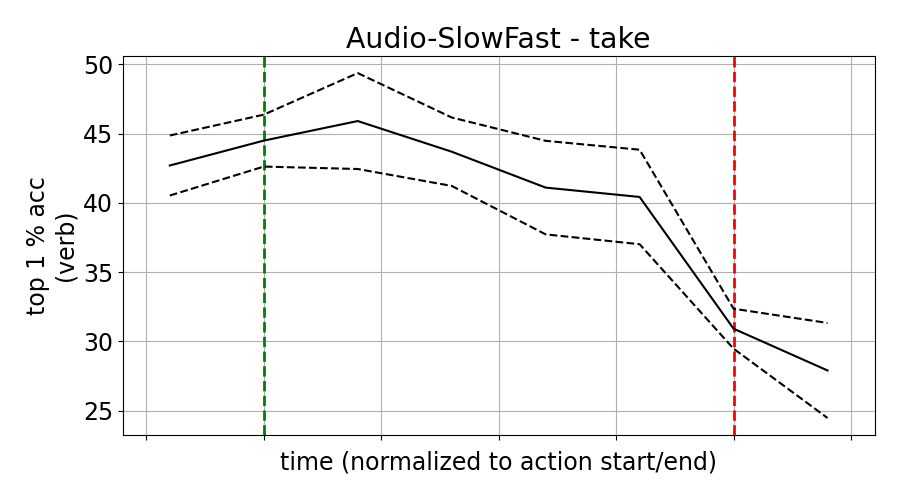 Audio-SlowFast - take
50
45
40
35
30
25
top 1 % acc
(verb)
time (normalized to action start/end)